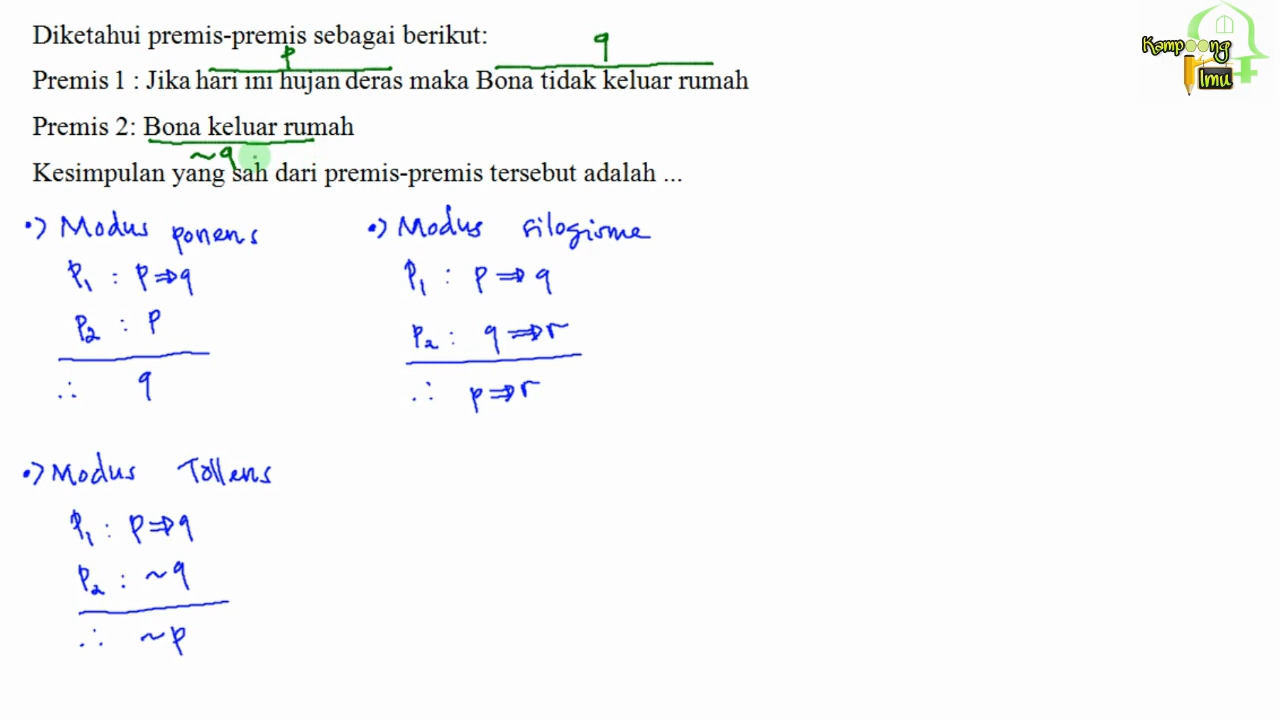 Diketahui premis-premis sebagai berikut:
p
q
Premis 1 : Jika hari ini hujan deras maka Bona tidak keluar rumah
Premis 2: Bona keluar rumah
~q
Kesimpulan yang sah dari premis-premis tersebut adalah ...
•) Modus ponens
P₁ : p ⇒ q
P₂ : p
∴ q
•) Modus silogisme
P₁ : p ⇒ q
P₂ : q ⇒ r
∴ p ⇒ r
•) Modus Tollens
P₁ : p ⇒ q
P₂ : ~q
∴ ~p
Kampoong
Ilmu